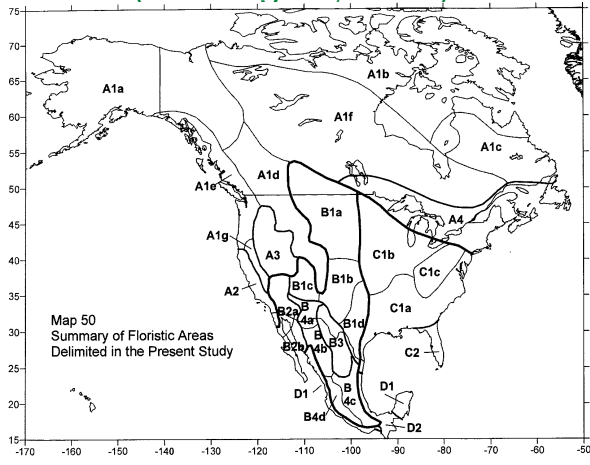 75
70
65
60
55
50
45
40
35
30
25
20
15
-170 -160 -150 -140 -130 -120 -110 -100 -90 -80 -70 -60 -50
A1a
A1b
A1f
A1c
A1e
A1d
A4
B1a
A1g
A3
C1b
B1b
C1c
A2
B1c
C1a
B2a
B
4a
B1d
B2b
B
4b
B3
C2
D1
B
4c
D1
B4d
D2
Map 50
Summary of Floristic Areas
Delimited in the Present Study